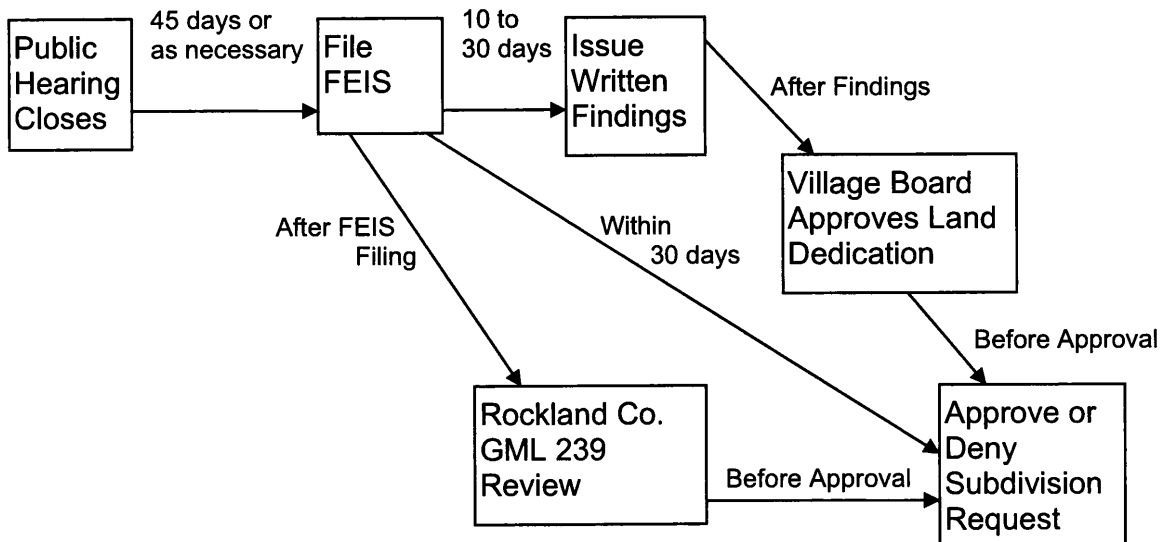 Public
Hearing
Closes
45 days or
as necessary
File
FEIS
10 to
30 days
Issue
Written
Findings
After Findings
Village Board
Approves Land
Dedication
After FEIS
Filing
Within
30 days
Before Approval
Rockland Co.
GML 239
Review
Before Approval
Approve or
Deny
Subdivision
Request